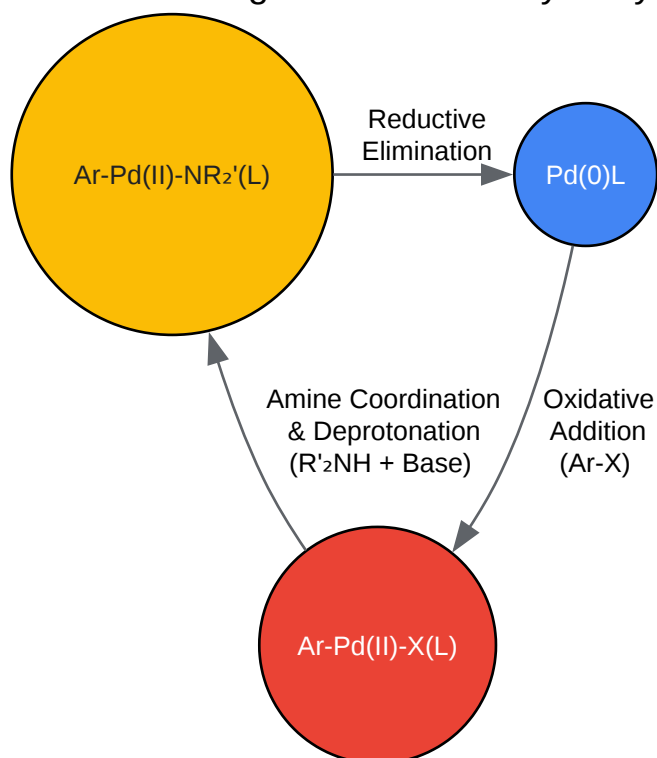 Reductive
Elimination
Ar-Pd(II)-NR₂'(L)
Pd(0)L
Amine Coordination
& Deprotonation
(R'₂NH + Base)
Oxidative
Addition
(Ar-X)
Ar-Pd(II)-X(L)